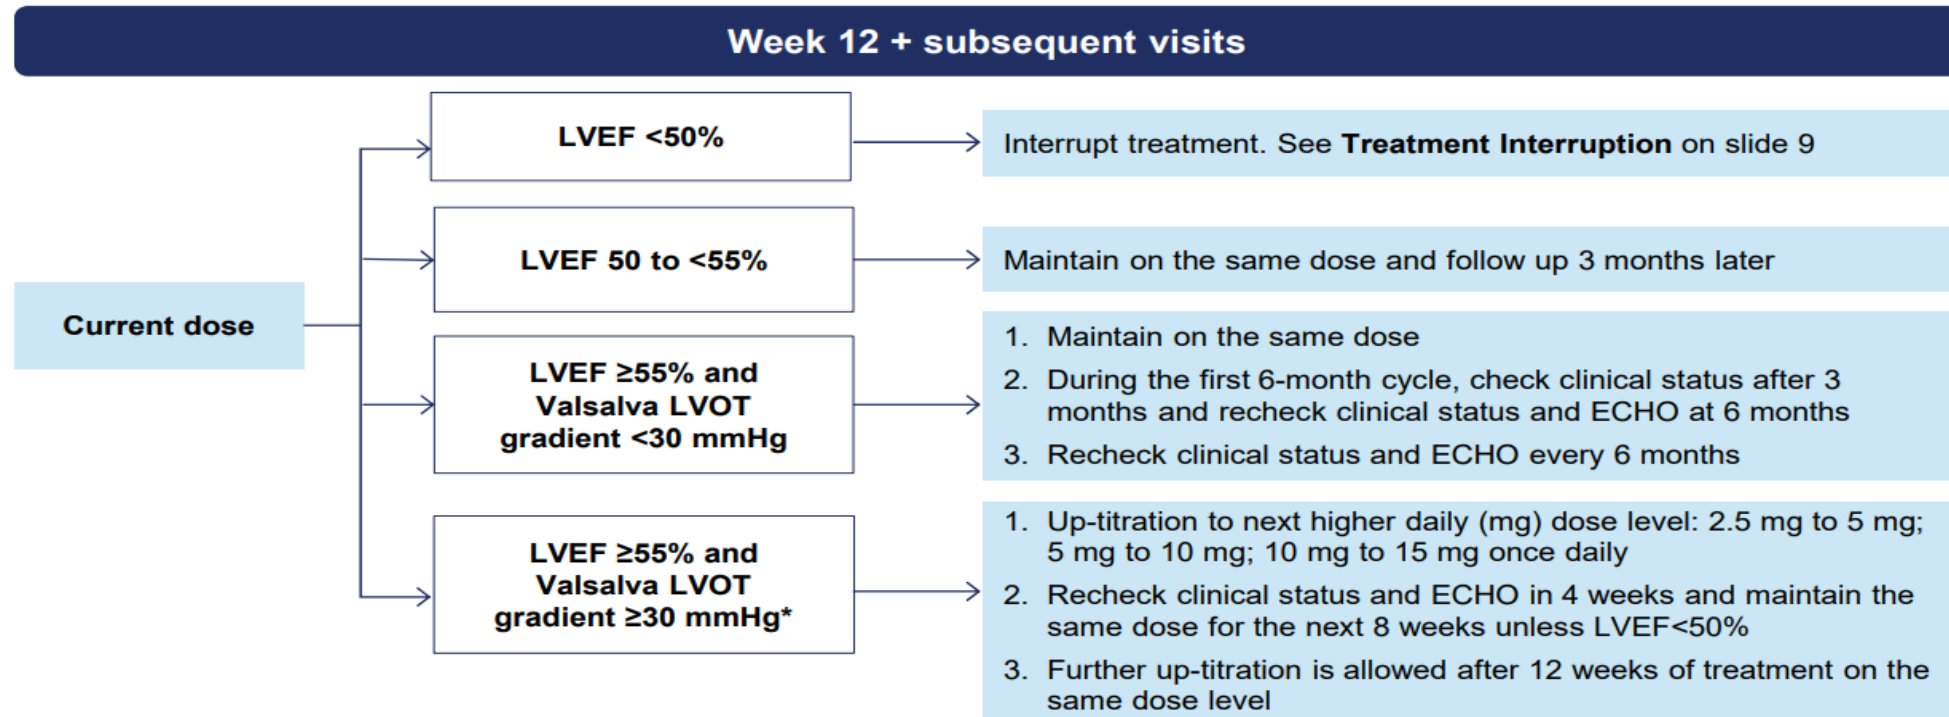 Week 12 + subsequent visits
LVEF <50%
Interrupt treatment. See Treatment Interruption on slide 9
LVEF 50 to <55%
Maintain on the same dose and follow up 3 months later
Current dose
LVEF ≥55% and
Valsalva LVOT
gradient <30 mmHg
1. Maintain on the same dose
2. During the first 6-month cycle, check clinical status after 3
months and recheck clinical status and ECHO at 6 months
3. Recheck clinical status and ECHO every 6 months
LVEF ≥55% and
Valsalva LVOT
gradient ≥30 mmHg*
1. Up-titration to next higher daily (mg) dose level: 2.5 mg to 5 mg;
5 mg to 10 mg; 10 mg to 15 mg once daily
2. Recheck clinical status and ECHO in 4 weeks and maintain the
same dose for the next 8 weeks unless LVEF<50%
3. Further up-titration is allowed after 12 weeks of treatment on the
same dose level